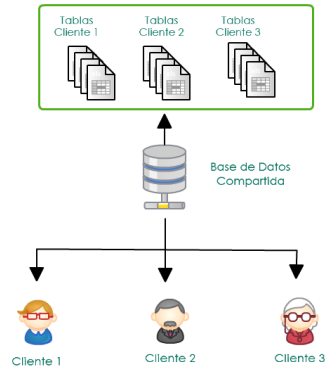 Tablas
Cliente 1
Tablas
Cliente 2
Tablas
Cliente 3
Base de Datos
Compartida
Cliente 1
Cliente 2
Cliente 3